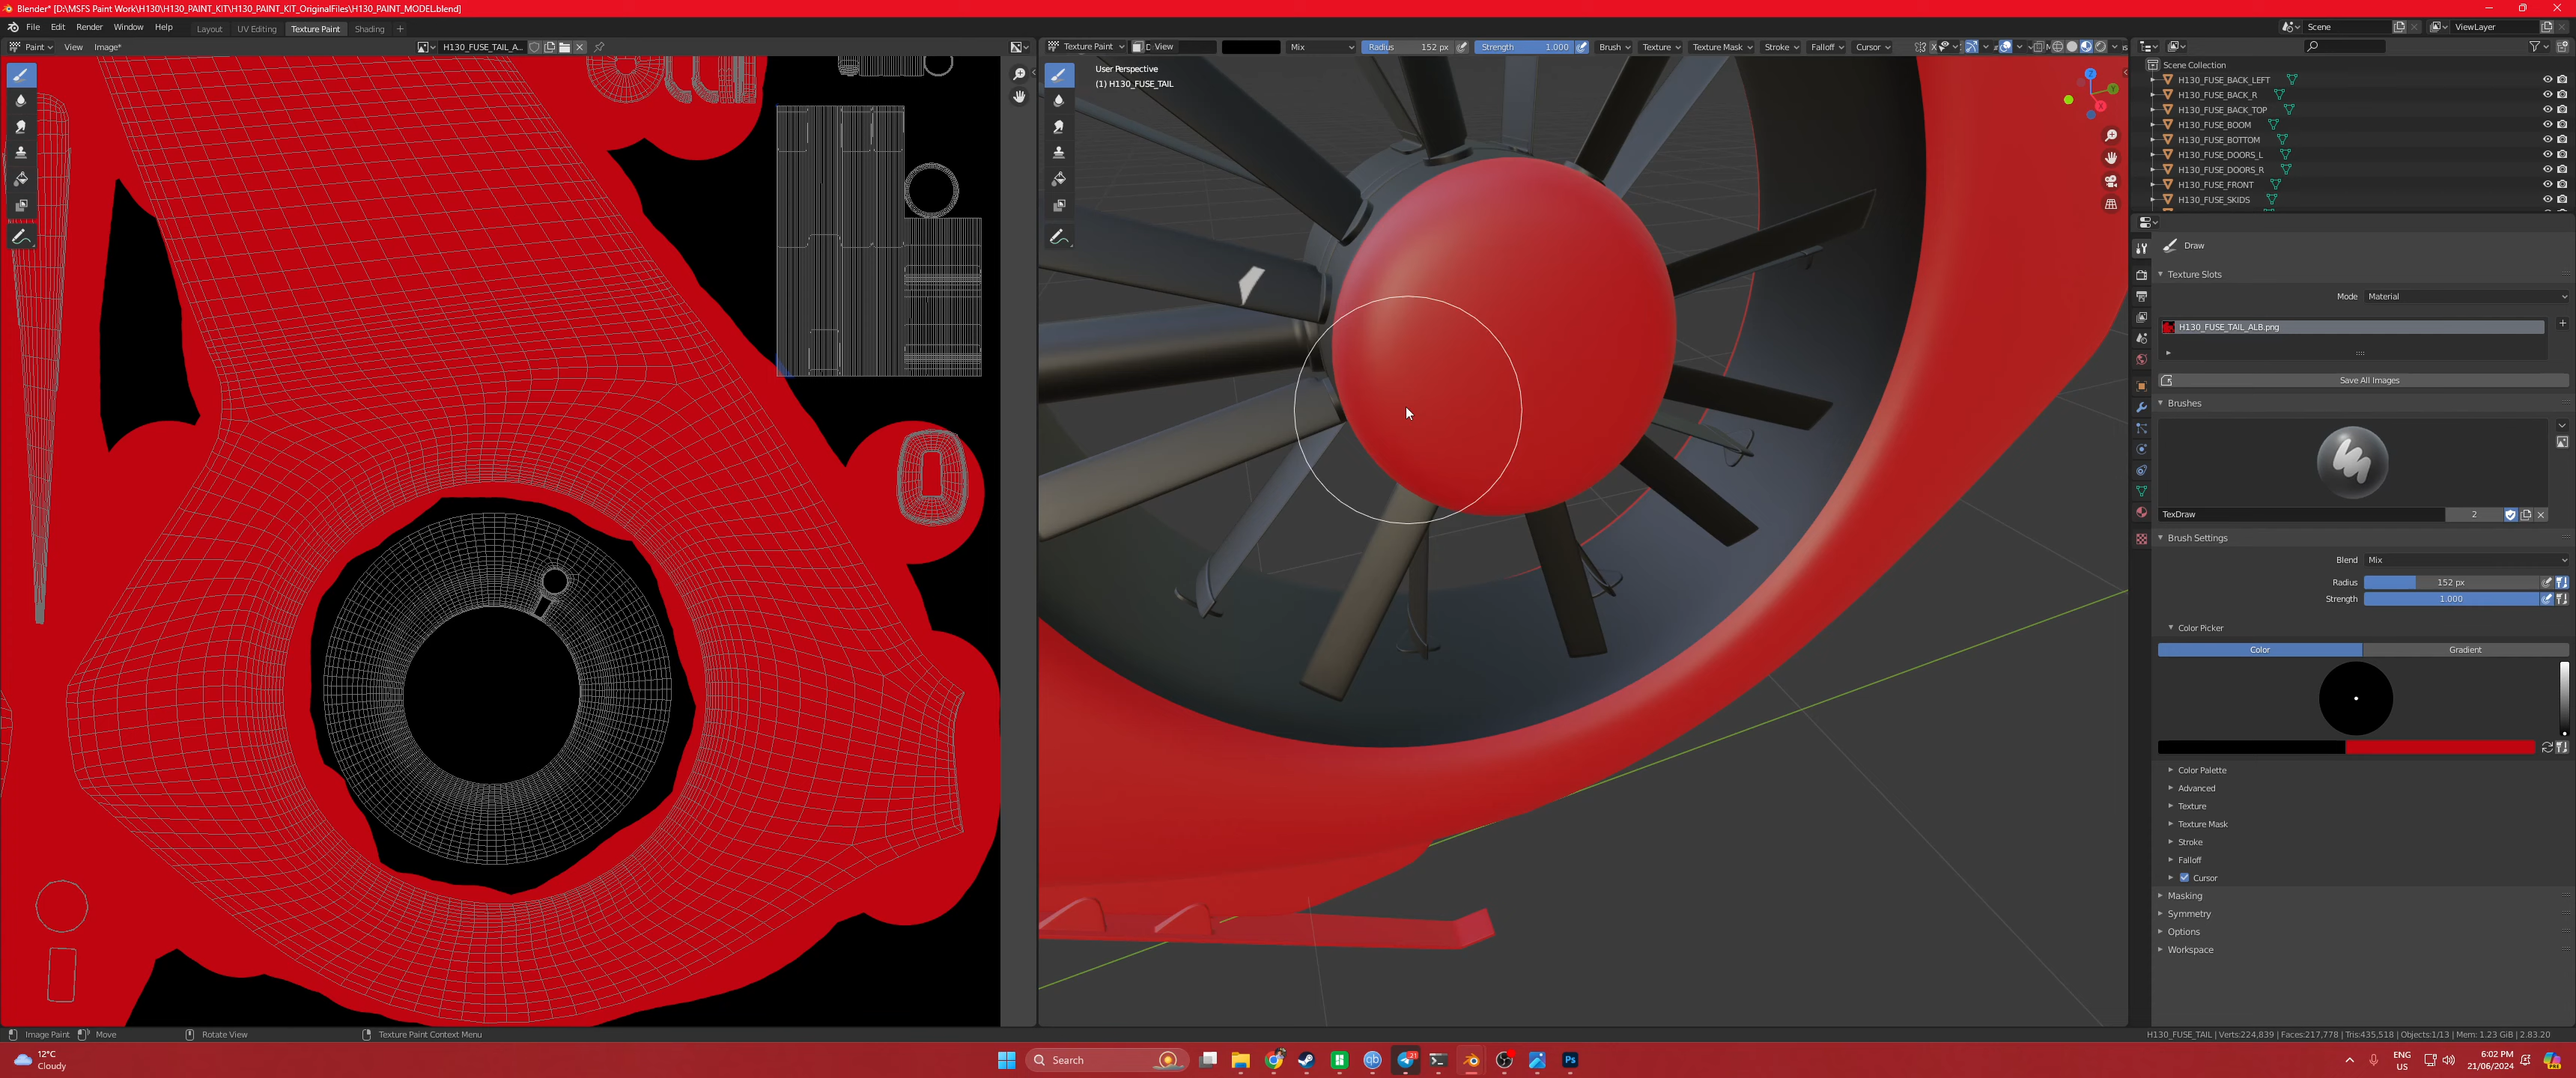 Blender* [D:\MSFS Paint Work\H130\H130_PAINT_KIT\H130_PAINT_KIT_OriginalFiles\H130_PAINT_MODEL.blend]
File Edit Render Window Help Layout UV Editing Texture Paint Shading +
Scene ViewLayer
Paint View Image* H130_FUSE_TAIL_A...
Texture Paint View Mix Radius 152 px Strength 1.000 Brush Texture Texture Mask Stroke Falloff Cursor
User Perspective
(1) H130_FUSE_TAIL
Z
Y
X
Scene Collection
H130_FUSE_BACK_LEFT
H130_FUSE_BACK_R
H130_FUSE_BACK_TOP
H130_FUSE_BOOM
H130_FUSE_BOTTOM
H130_FUSE_DOORS_L
H130_FUSE_DOORS_R
H130_FUSE_FRONT
H130_FUSE_SKIDS
Draw
Texture Slots
Mode Material
H130_FUSE_TAIL_ALB.png
Save All Images
Brushes
TexDraw 2
Brush Settings
Blend Mix
Radius 152 px
Strength 1.000
Color Picker
Color Gradient
Color Palette
Advanced
Texture
Texture Mask
Stroke
Falloff
Cursor
Masking
Symmetry
Options
Workspace
Image Paint Move Rotate View Texture Paint Context Menu
H130_FUSE_TAIL | Verts:224,839 | Faces:217,778 | Tris:435,518 | Objects:1/13 | Mem: 1.23 GiB | 2.83.20
12°C
Cloudy
Search
qb
21
Ps
ENG
US
6:02 PM
21/06/2024